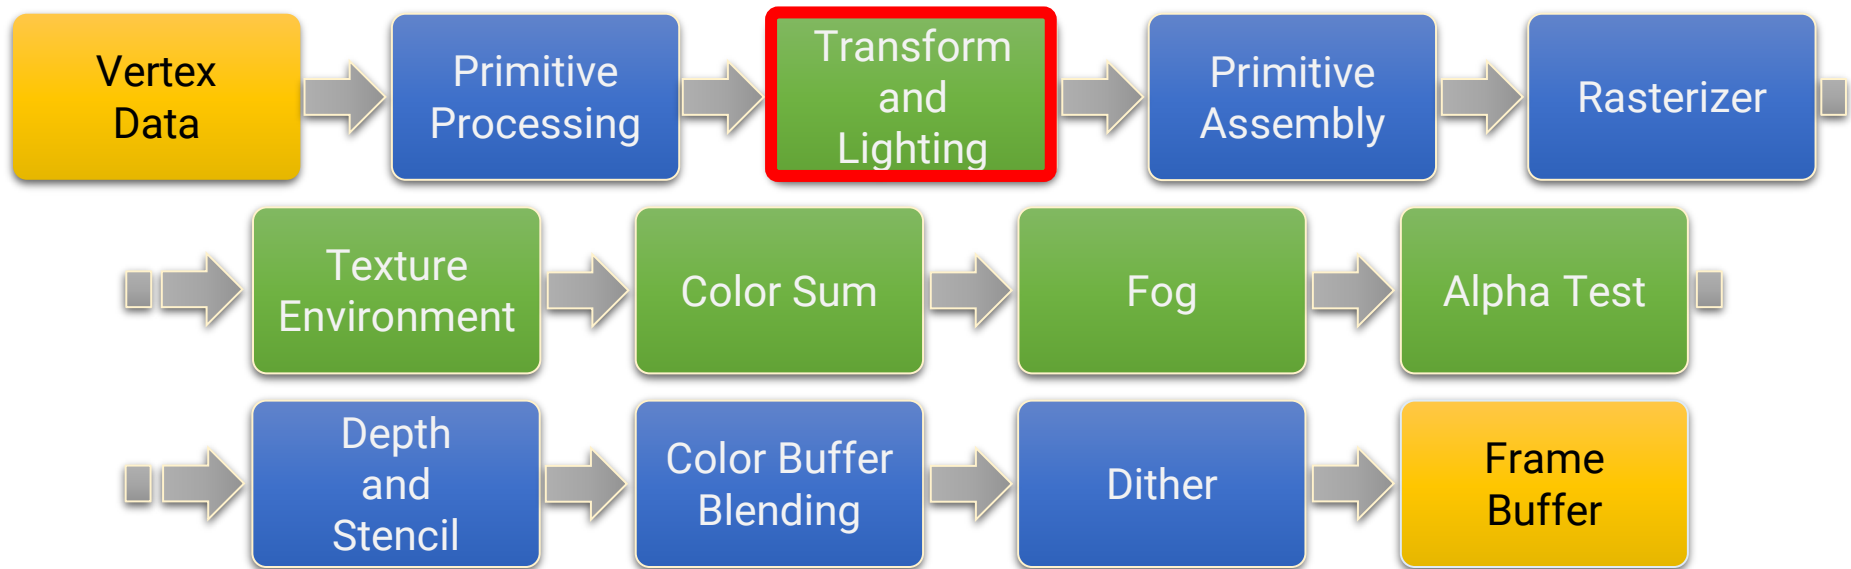 Vertex
Data
Primitive
Processing
Transform
and
Lighting
Primitive
Assembly
Rasterizer
Texture
Environment
Color Sum
Fog
Alpha Test
Depth
and
Stencil
Color Buffer
Blending
Dither
Frame
Buffer